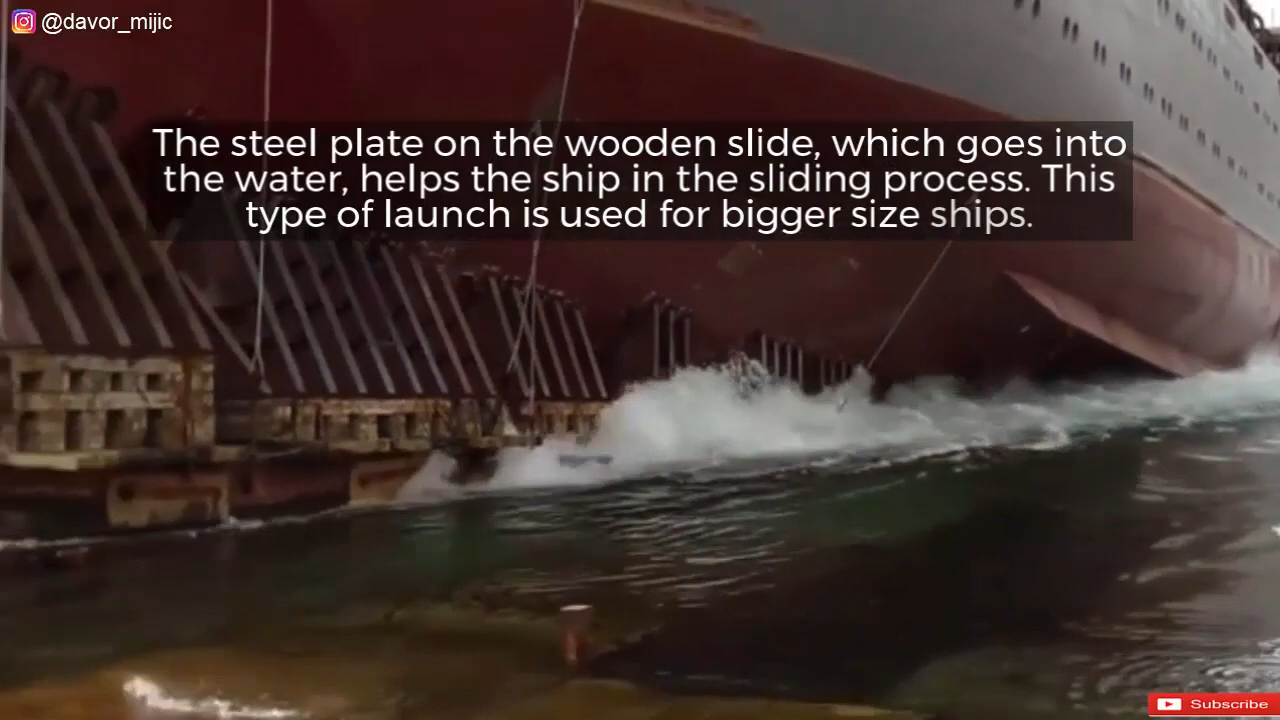 @davor_mijic
The steel plate on the wooden slide, which goes into
the water, helps the ship in the sliding process. This
type of launch is used for bigger size ships.
Subscribe